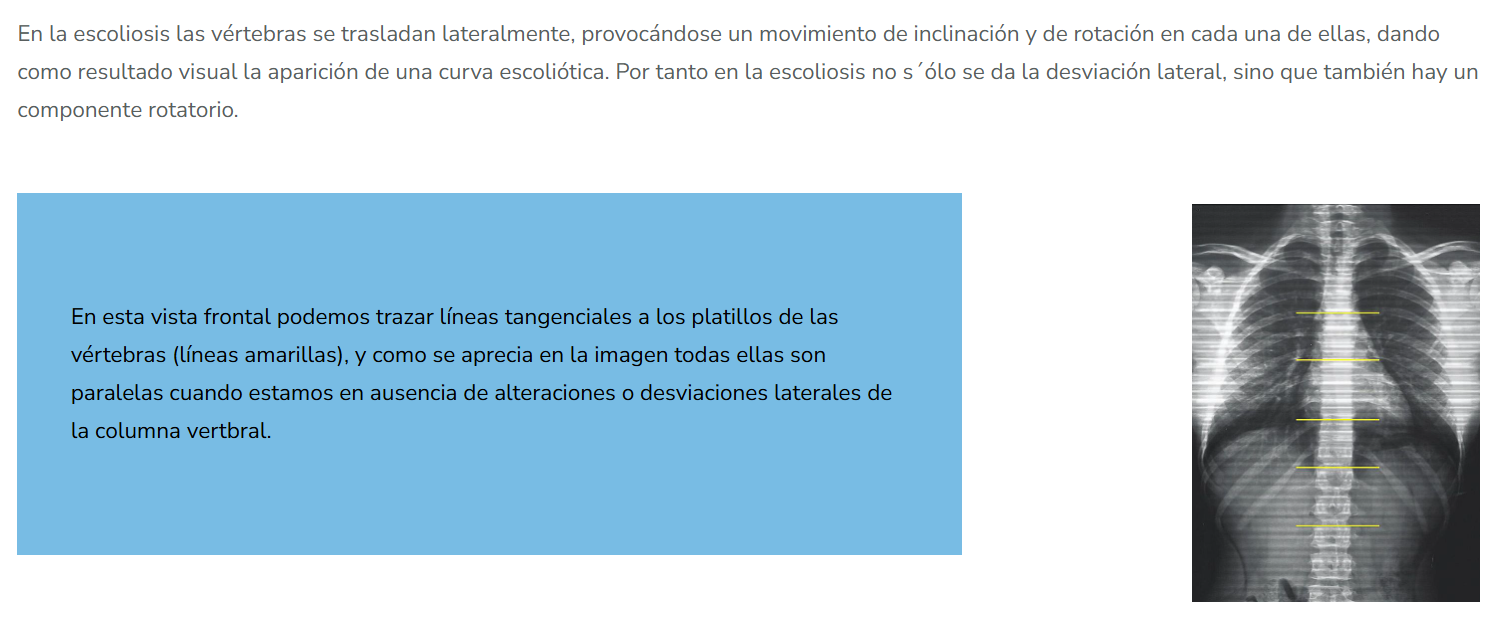 En la escoliosis las vértebras se trasladan lateralmente, provocándose un movimiento de inclinación y de rotación en cada una de ellas, dando
como resultado visual la aparición de una curva escoliótica. Por tanto en la escoliosis no s´ólo se da la desviación lateral, sino que también hay un
componente rotatorio.
En esta vista frontal podemos trazar líneas tangenciales a los platillos de las
vértebras (líneas amarillas), y como se aprecia en la imagen todas ellas son
paralelas cuando estamos en ausencia de alteraciones o desviaciones laterales de
la columna vertbral.